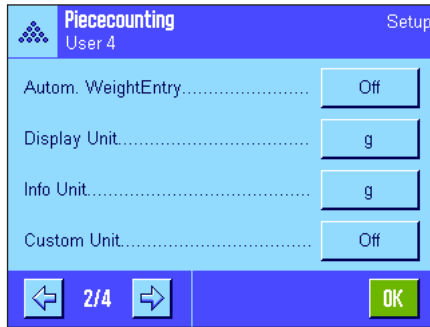 Piececounting
Setup
User 4
Autom. WeightEntry........................ Off
Display Unit..................................... g
Info Unit.......................................... g
Custom Unit..................................... Off
2/4
OK